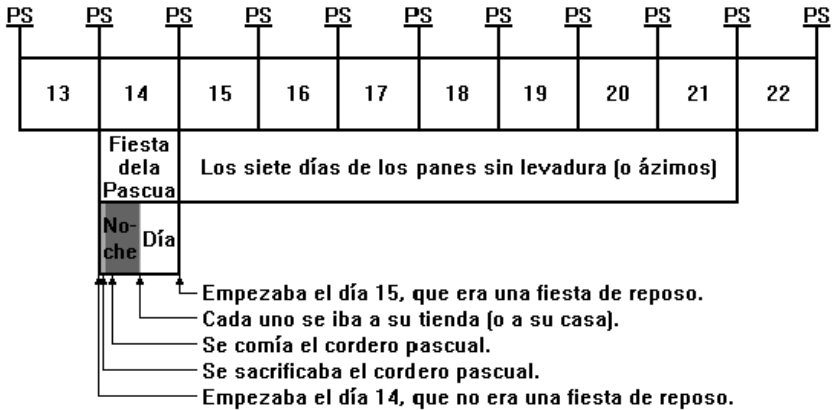 PS PS PS PS PS PS PS PS PS PS PS
13 14 15 16 17 18 19 20 21 22
Fiesta
dela
Pascua
Los siete días de los panes sin levadura (o ázimos)
No-
che
Día
Empezaba el día 15, que era una fiesta de reposo.
Cada uno se iba a su tienda (o a su casa).
Se comía el cordero pascual.
Se sacrificaba el cordero pascual.
Empezaba el día 14, que no era una fiesta de reposo.